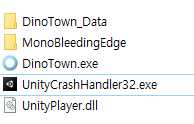 DinoTown_Data
MonoBleedingEdge
DinoTown.exe
UnityCrashHandler32.exe
UnityPlayer.dll